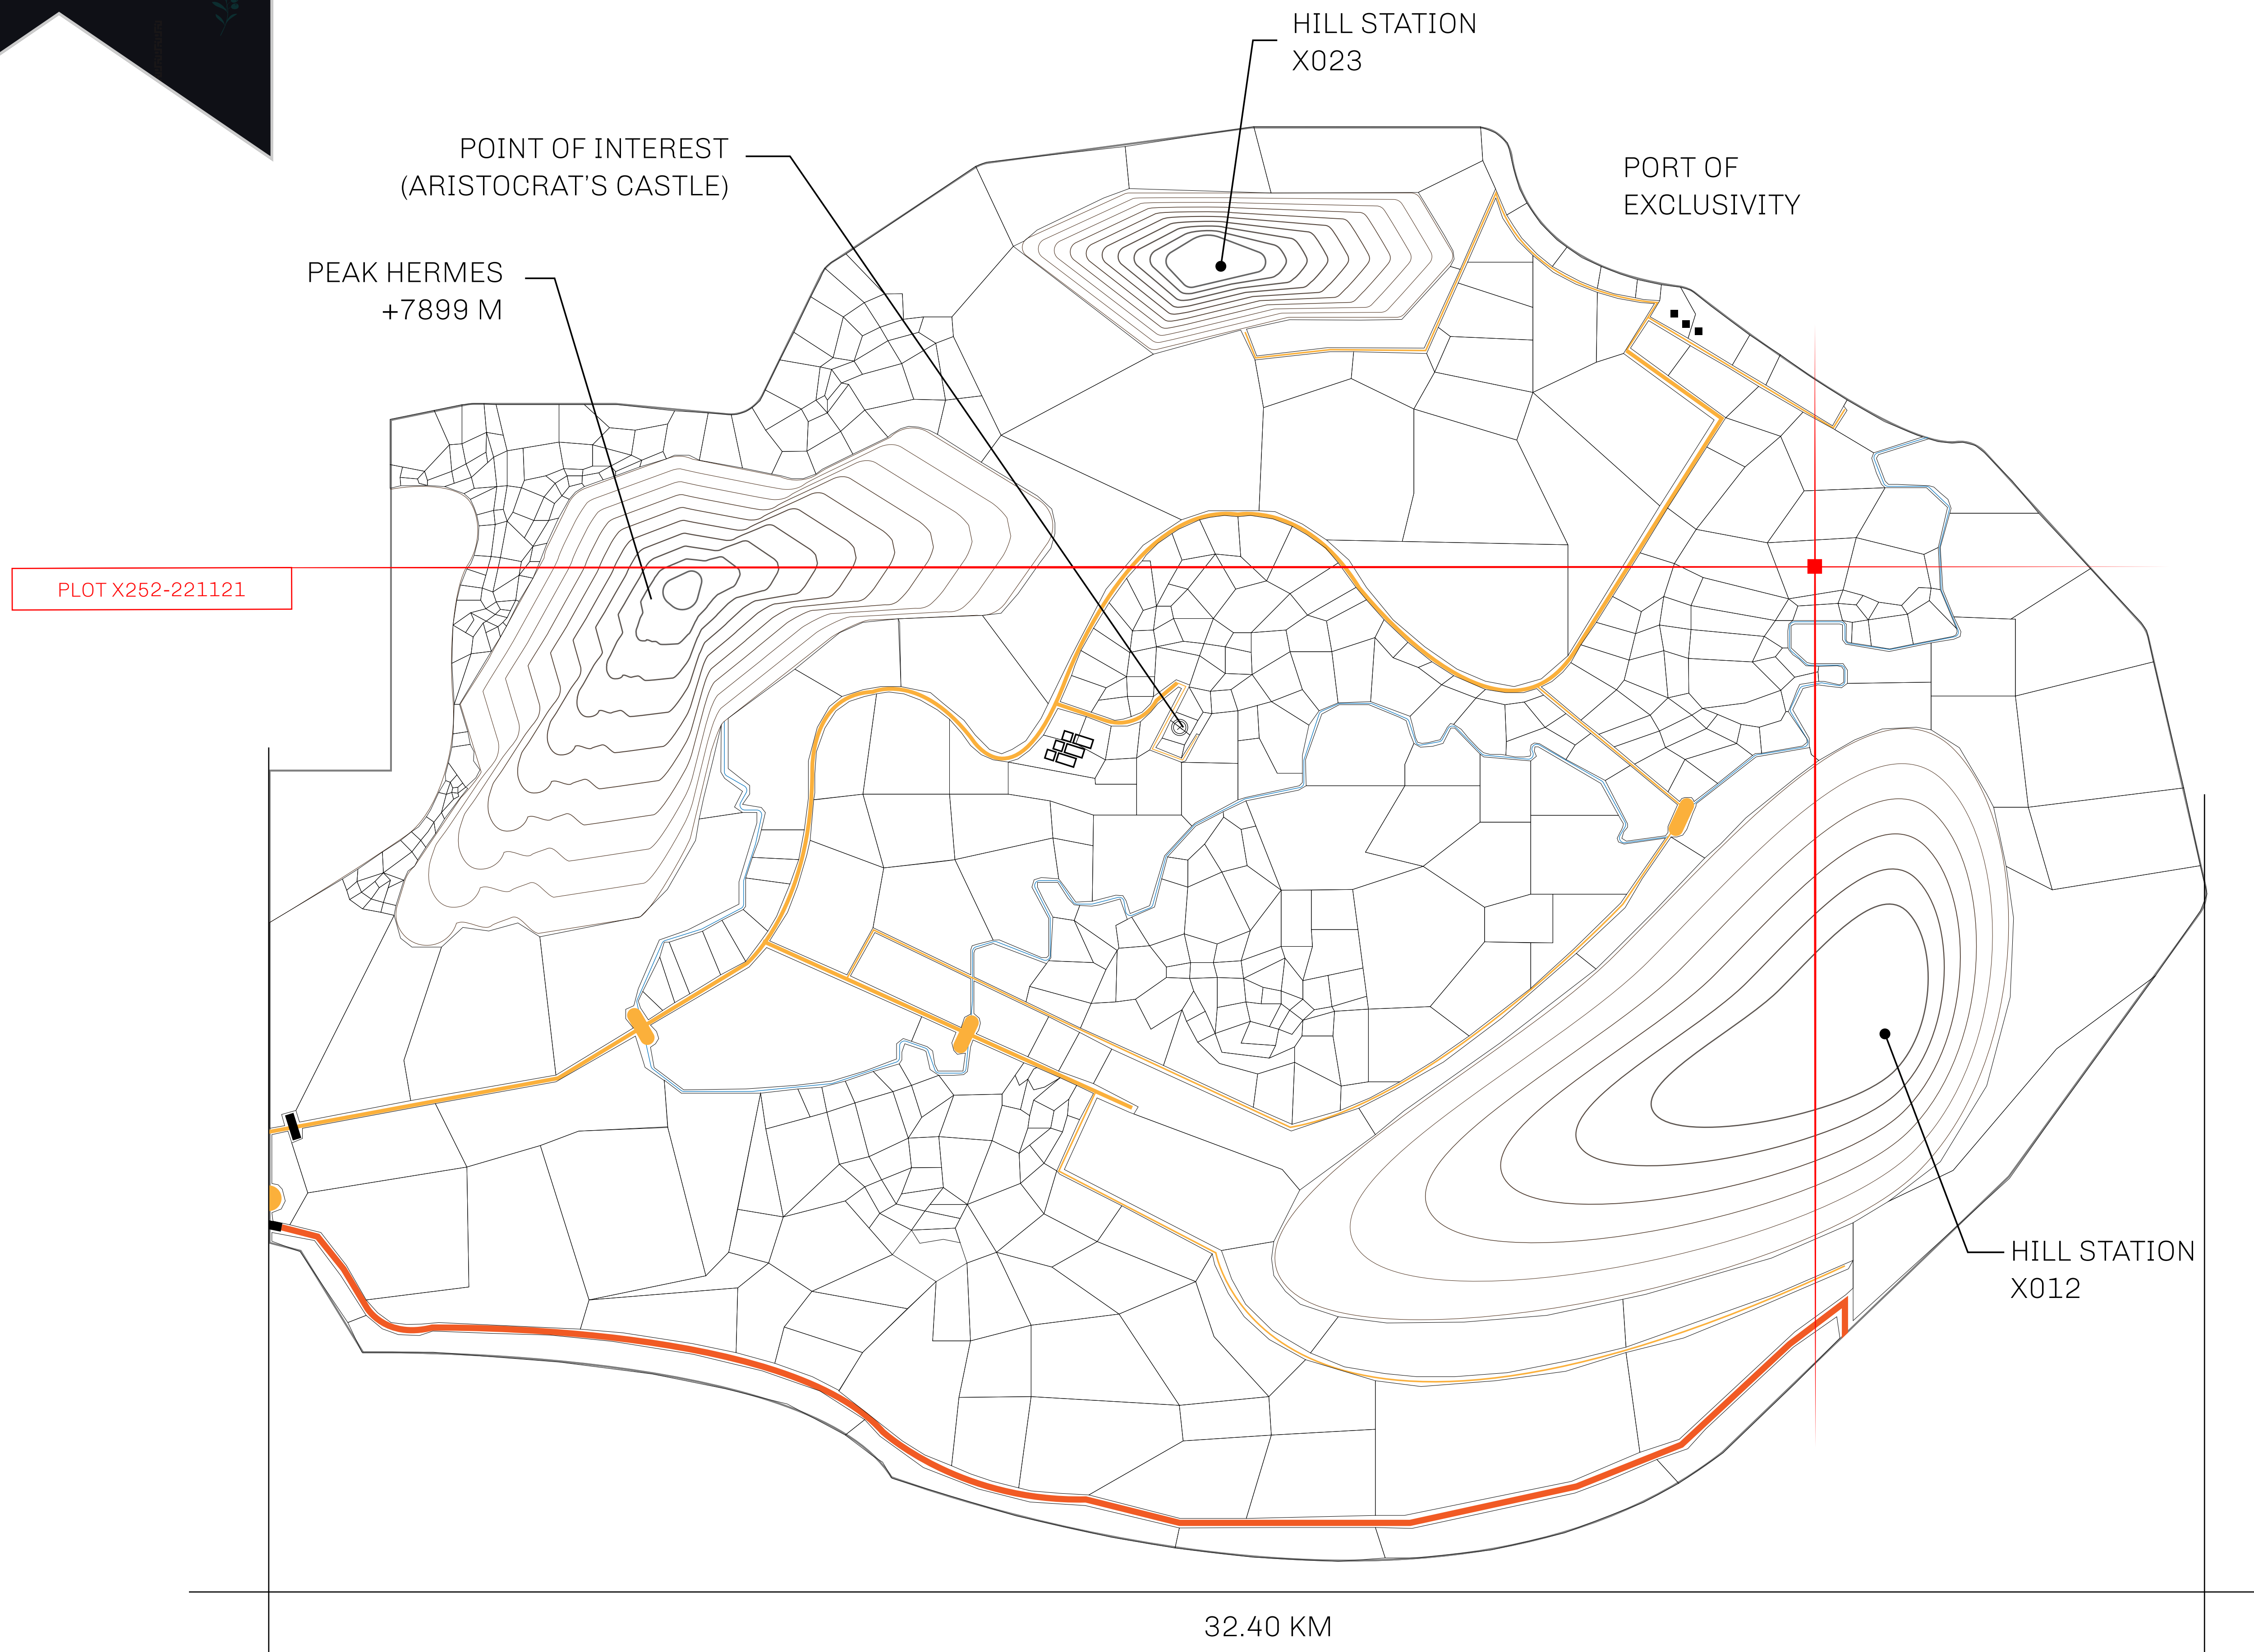 HILL STATION
X023
POINT OF INTEREST
(ARISTOCRAT'S CASTLE)
PORT OF
EXCLUSIVITY
PEAK HERMES
+7899 M
PLOT X252-221121
HILL STATION
X012
32.40 KM